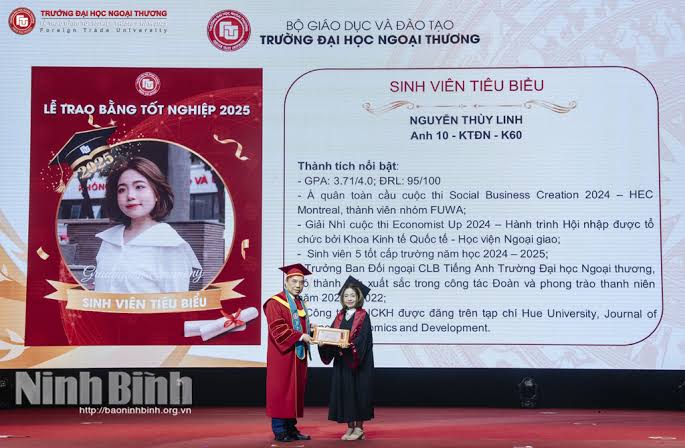 TRƯỜNG ĐẠI HỌC NGOẠI THƯƠNG
Foreign Trade University
BỘ GIÁO DỤC VÀ ĐÀO TẠO
TRƯỜNG ĐẠI HỌC NGOẠI THƯƠNG
LỄ TRAO BẰNG TỐT NGHIỆP 2025
2025
SINH VIÊN TIÊU BIỂU
SINH VIÊN TIÊU BIỂU
NGUYỄN THÙY LINH
Anh 10 - KTĐN - K60
Thành tích nổi bật:
- GPA: 3.71/4.0; ĐRL: 95/100
- Á quân toàn cầu cuộc thi Social Business Creation 2024 – HEC
Montreal, thành viên nhóm FUWA;
- Giải Nhì cuộc thi Economist Up 2024 – Hành trình Hội nhập được tổ
chức bởi Khoa Kinh tế Quốc tế - Học viện Ngoại giao;
- Sinh viên 5 tốt cấp trường năm học 2024 – 2025;
- Trưởng Ban Đối ngoại CLB Tiếng Anh Trường Đại học Ngoại thương,
xuất sắc trong công tác Đoàn và phong trào thanh niên
được đăng trên tạp chí Hue University, Journal of
and Development.
Ninh Bình
http://baoninhbinh.org.vn